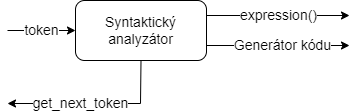 Syntaktický
analyzátor
token
expression()
Generátor kódu
get_next_token